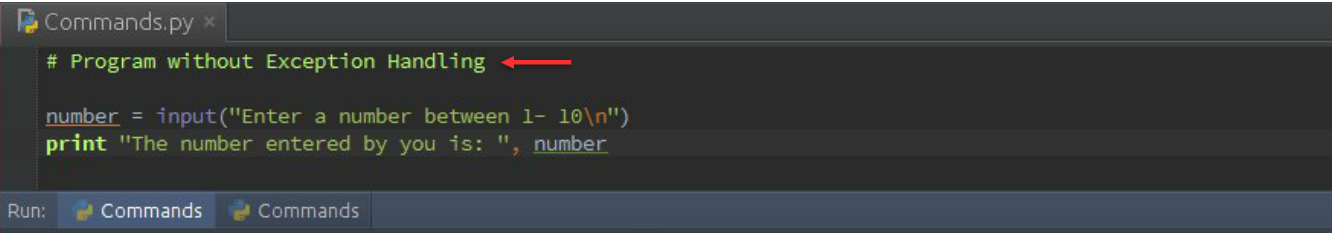 Commands.py ×
# Program without Exception Handling
number = input("Enter a number between 1- 10\n")
print "The number entered by you is: ", number
Run: Commands Commands